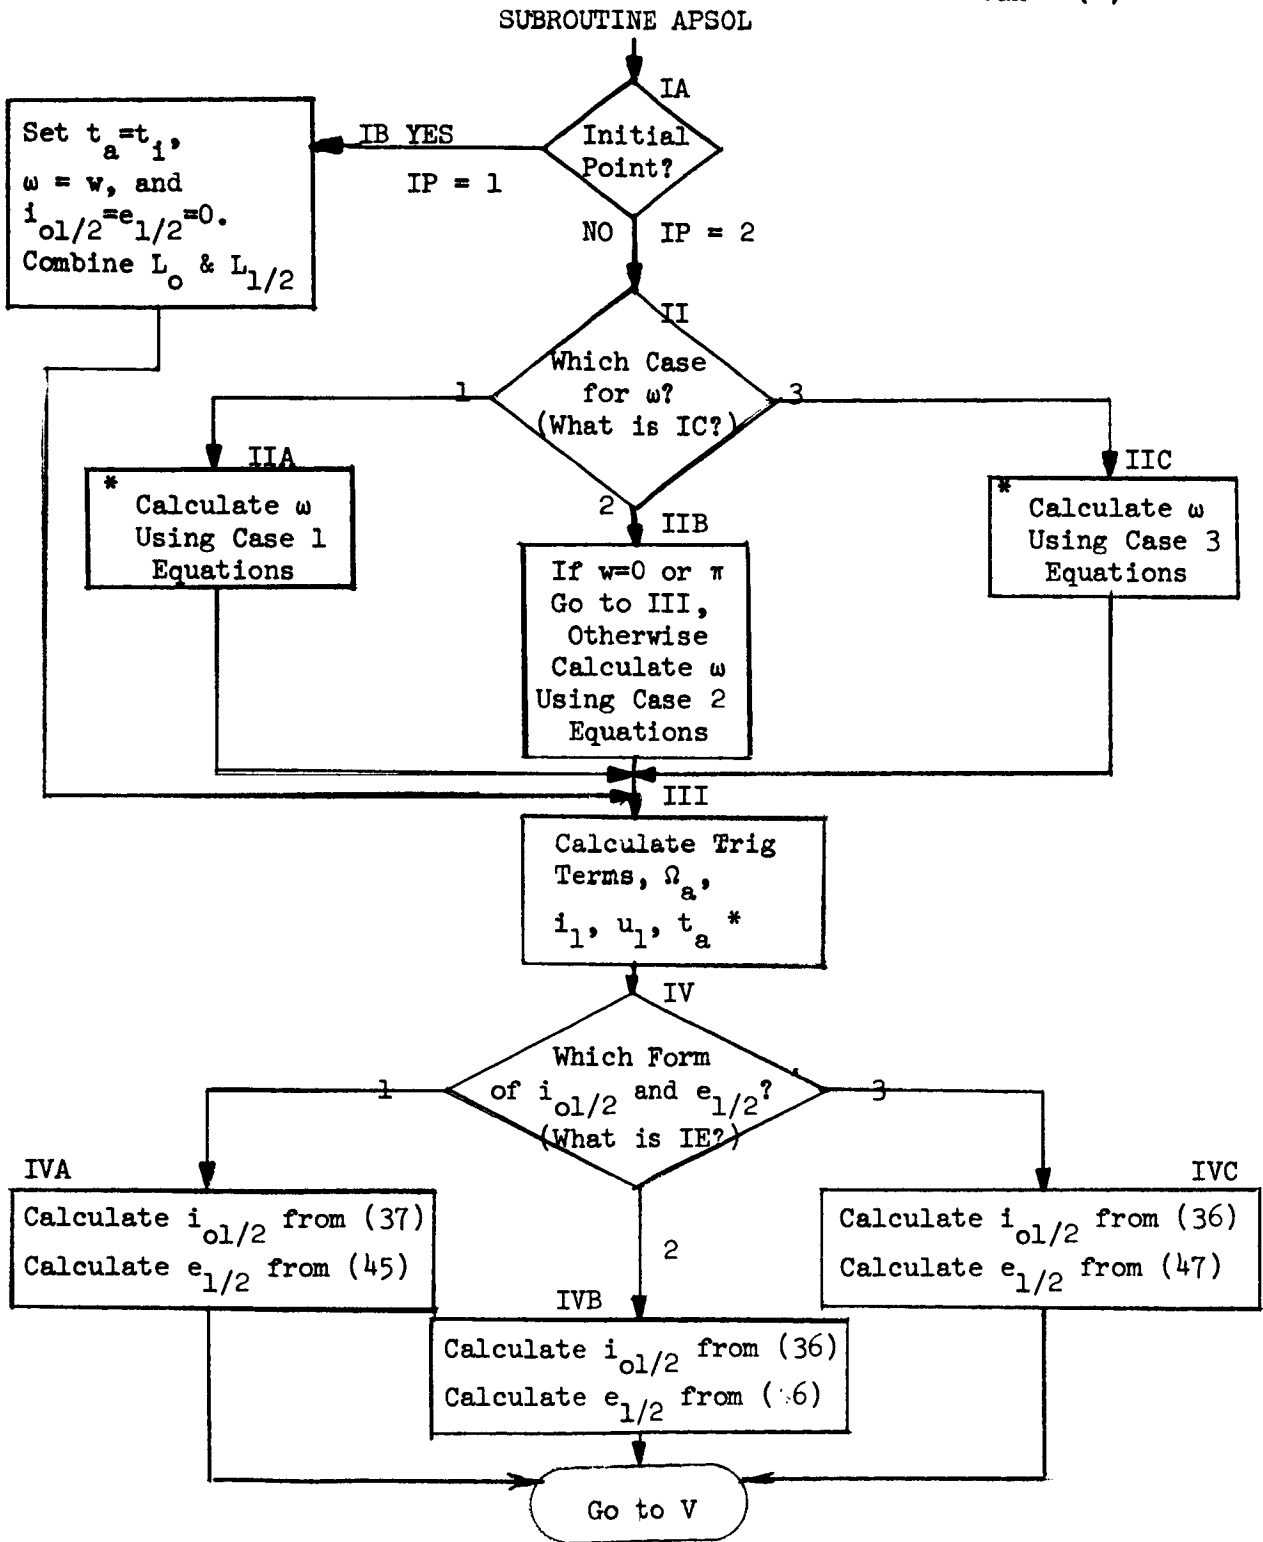 SUBROUTINE APSOL
IA
Initial
Point?
IB YES
IP = 1
Set t_a=t_i,
ω = w, and
i_o1/2=e_1/2=0.
Combine L_o & L_1/2
NO IP = 2
II
Which Case
for ω?
(What is IC?)
1
3
2
IIA
* Calculate ω
Using Case 1
Equations
IIB
If w=0 or π
Go to III,
Otherwise
Calculate ω
Using Case 2
Equations
IIC
* Calculate ω
Using Case 3
Equations
III
Calculate Trig
Terms, Ω_a,
i_1, u_1, t_a *
IV
Which Form
of i_o1/2 and e_1/2?
(What is IE?)
1
3
2
IVA
Calculate i_o1/2 from (37)
Calculate e_1/2 from (45)
IVB
Calculate i_o1/2 from (36)
Calculate e_1/2 from
IVC
Calculate i_o1/2 from (36)
Calculate e_1/2 from (47)
Go to V